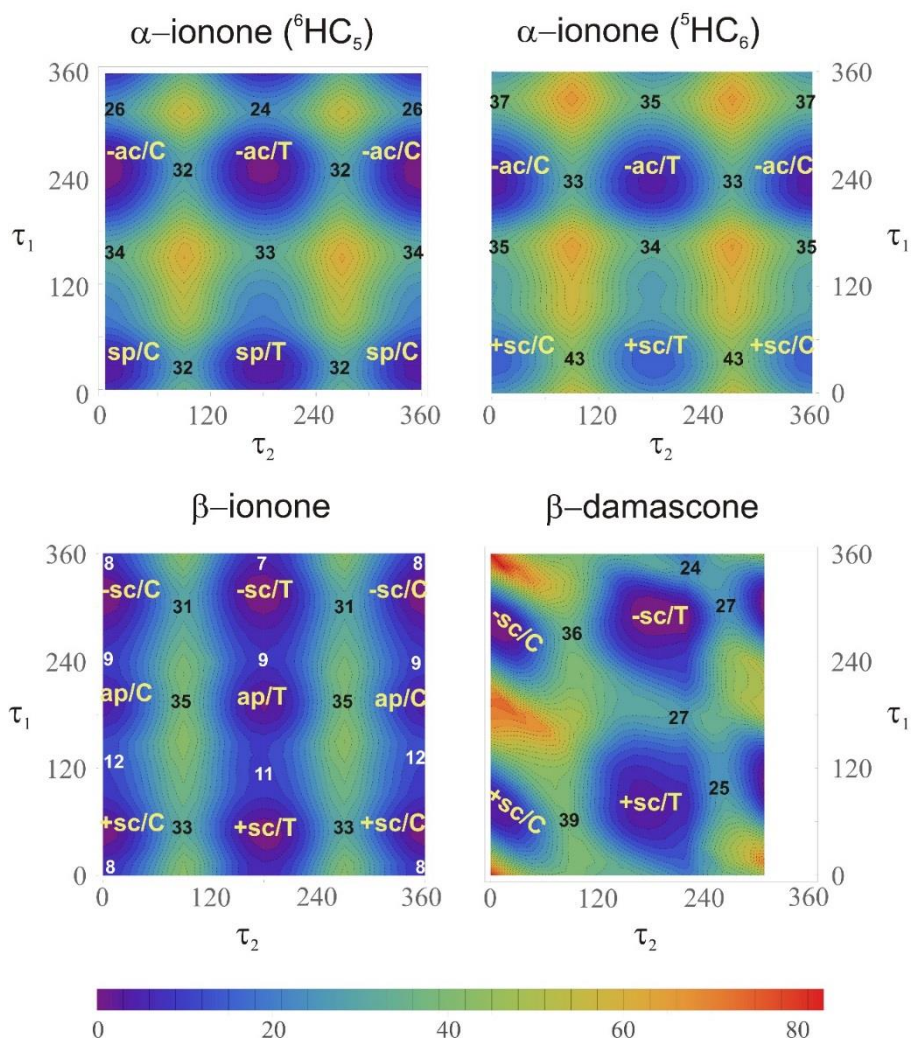 α–ionone (⁶HC₅)
α–ionone (⁵HC₆)
360
26 24 26
-ac/C -ac/T -ac/C
240
32 32
τ₁
34 33 34
120
sp/C sp/T sp/C
32 32
0
0 120 240 360
τ₂
37 35 37
360
-ac/C -ac/T -ac/C
240
33 33
τ₁
35 34 35
120
+sc/C +sc/T +sc/C
43 43
0
0 120 240 360
τ₂
β–ionone
β–damascone
360
8 7 8
-sc/C -sc/T -sc/C
31 31
240
9 9 9
τ₁
ap/C ap/T ap/C
35 35
120
12 11 12
+sc/C +sc/T +sc/C
33 33
8 8
0
0 120 240 360
τ₂
360
24
-sc/C -sc/T 27
36
240
τ₁
27
120
+sc/C +sc/T 25
39
0
0 120 240 360
τ₂
0 20 40 60 80